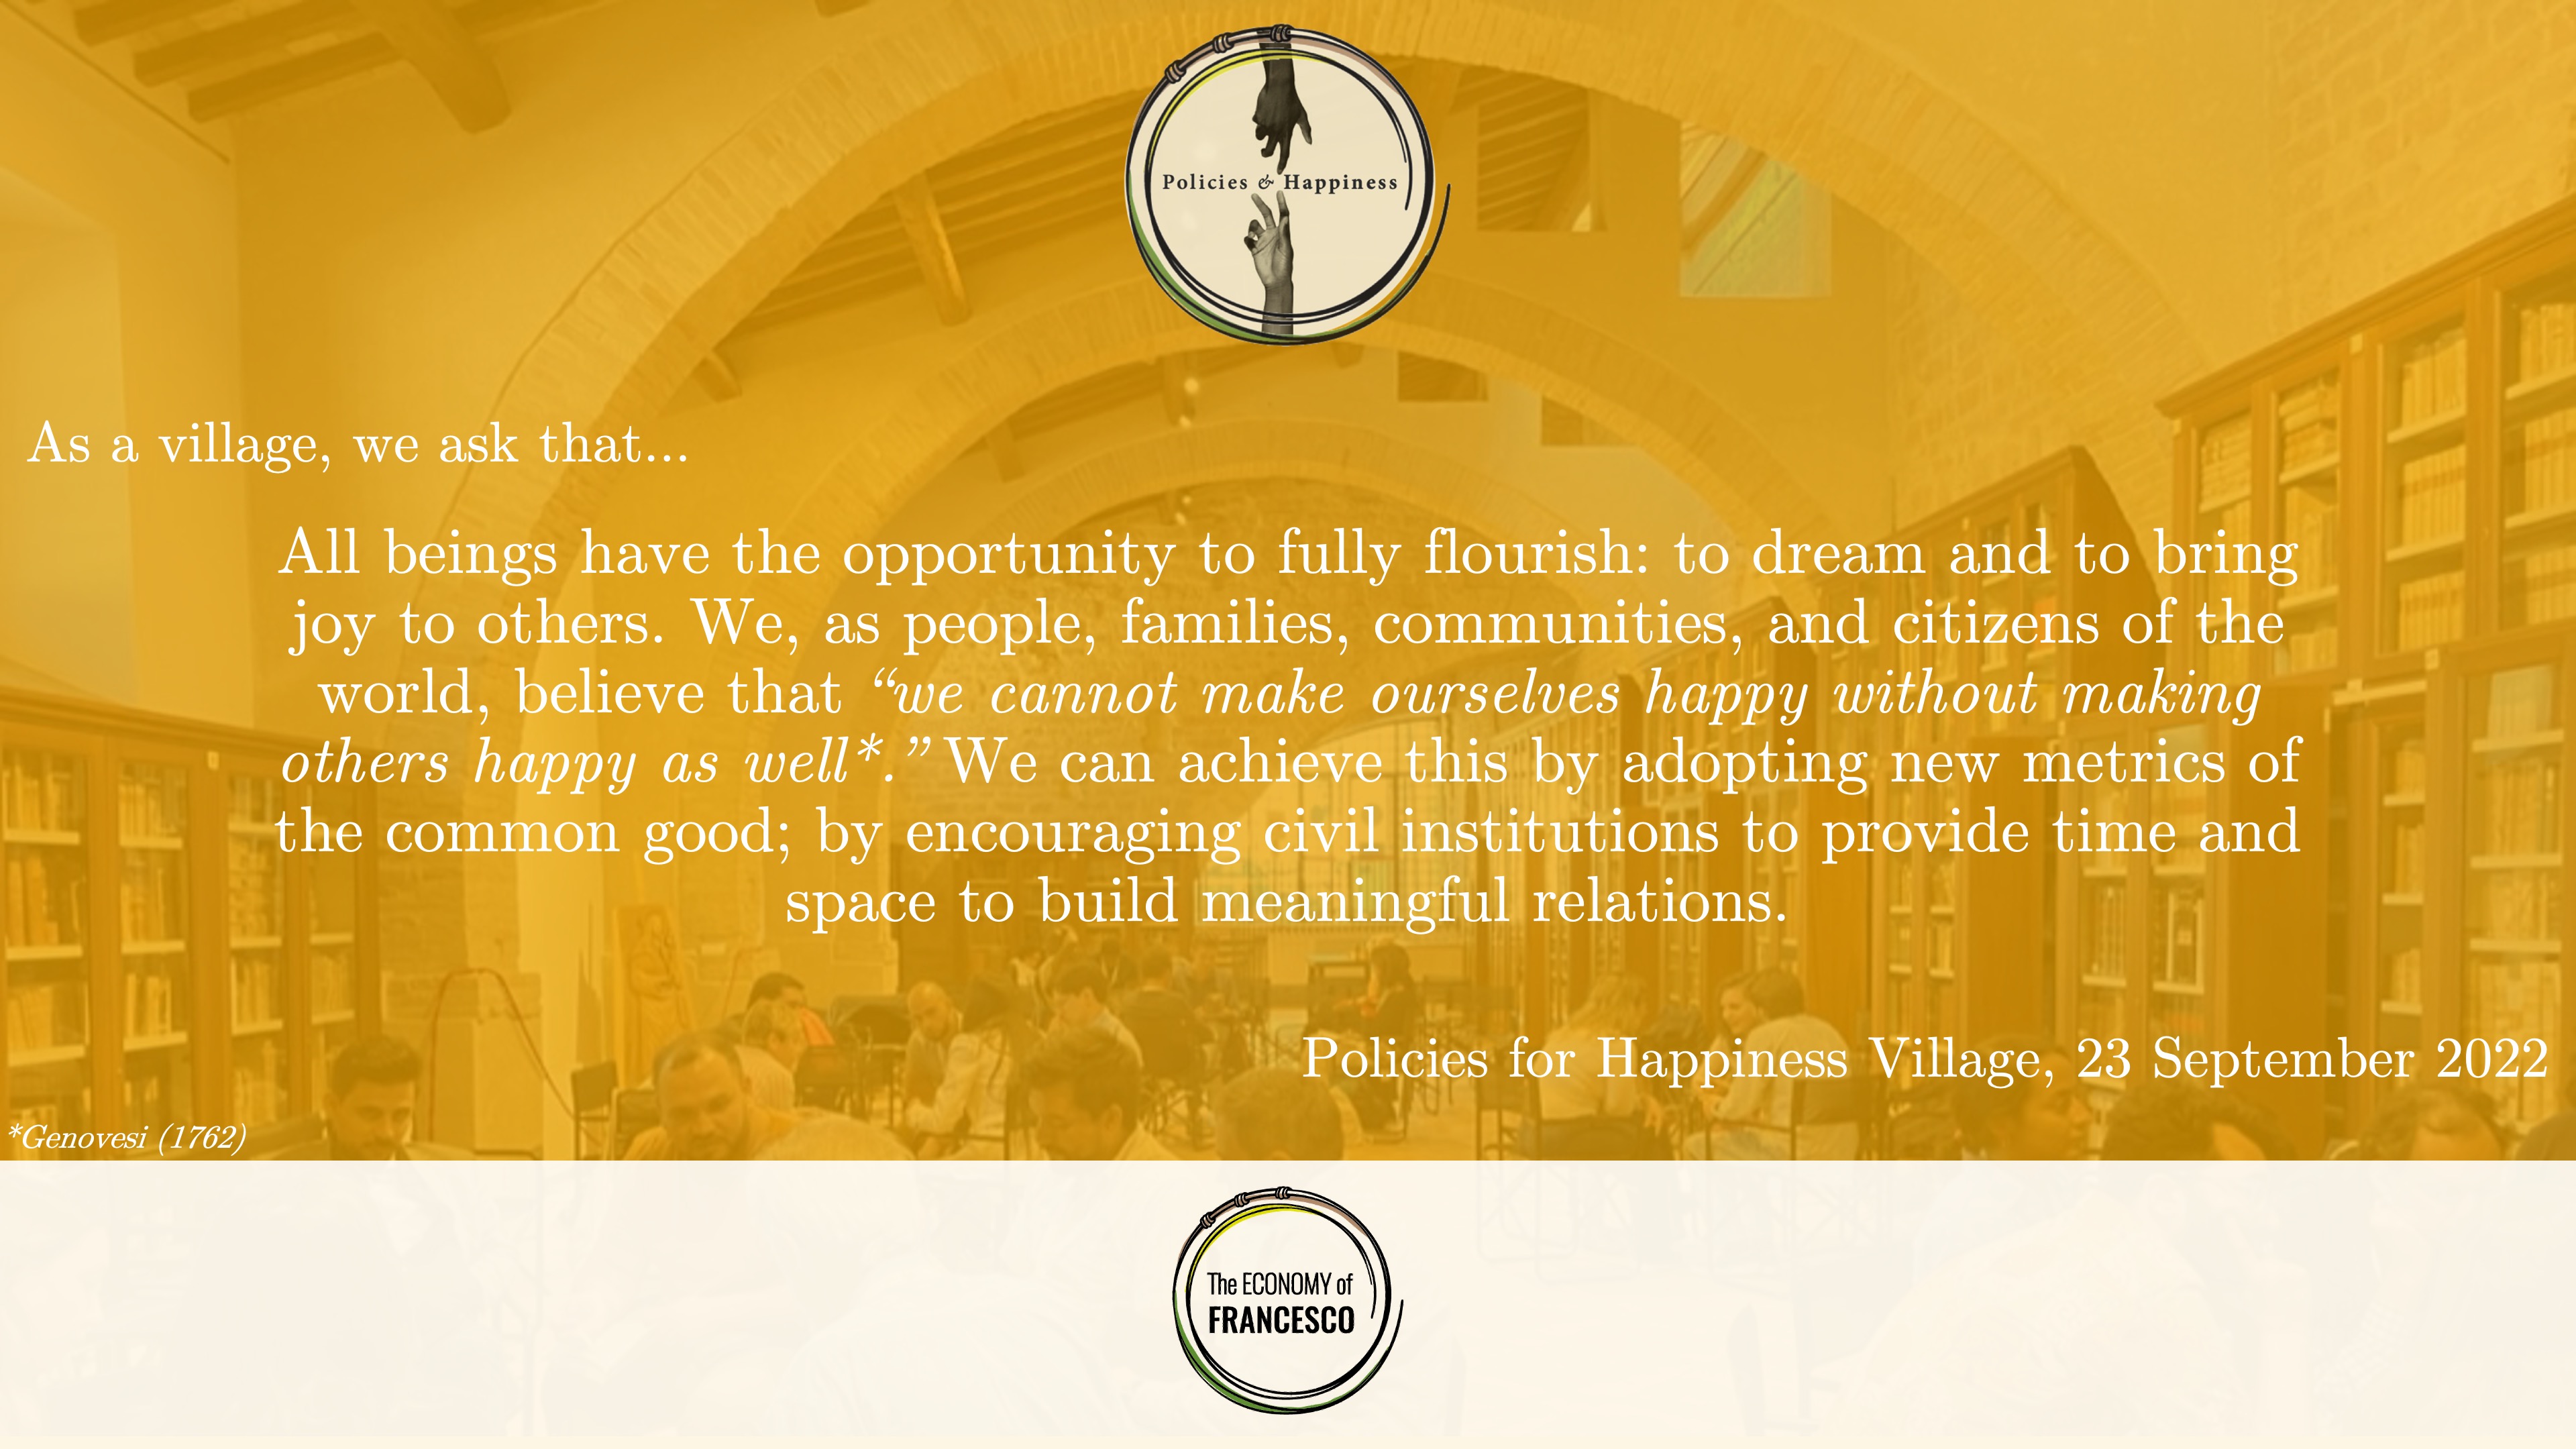 Policies & Happiness
As a village, we ask that...
All beings have the opportunity to fully flourish: to dream and to bring
joy to others. We, as people, families, communities, and citizens of the
world, believe that “we cannot make ourselves happy without making
others happy as well*.” We can achieve this by adopting new metrics of
the common good; by encouraging civil institutions to provide time and
space to build meaningful relations.
Policies for Happiness Village, 23 September 2022
*Genovesi (1762)
The ECONOMY of
FRANCESCO